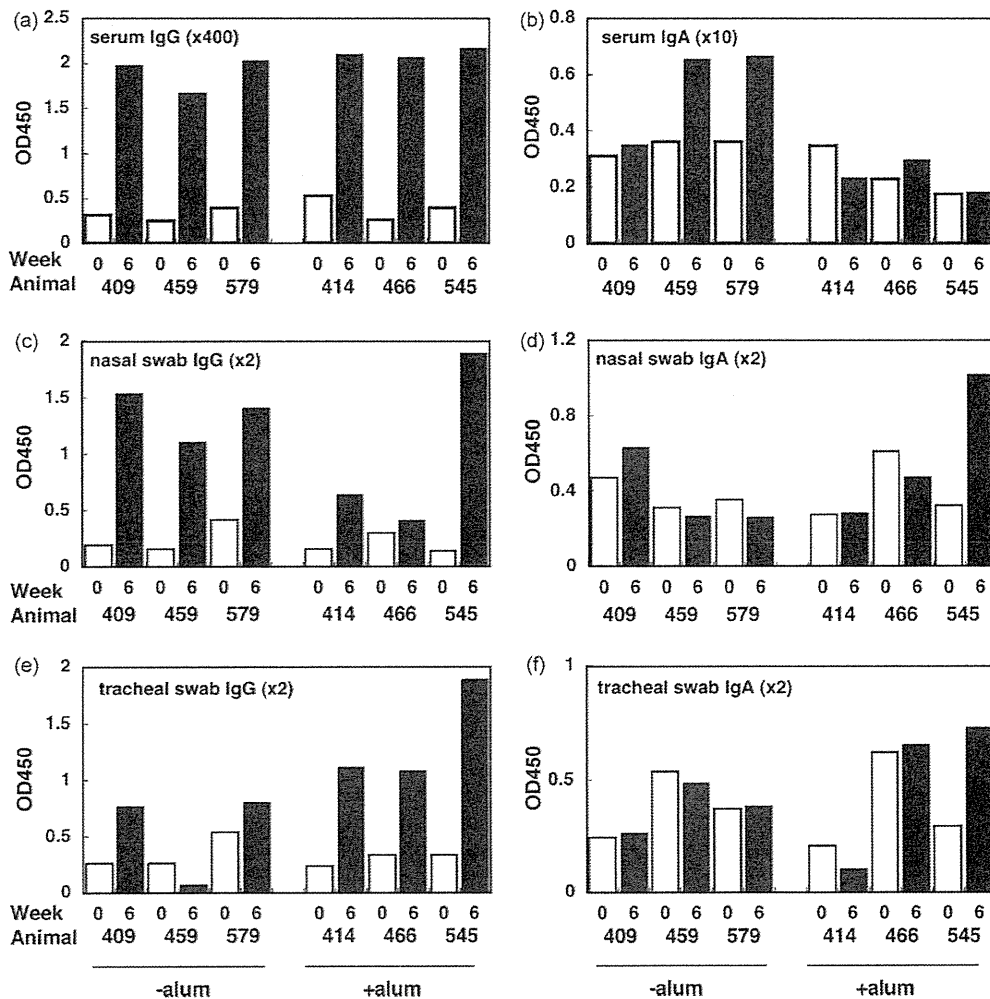 (a)
serum IgG (x400)
2.5
2
1.5
1
0.5
0
OD450
Week 0 6 0 6 0 6 0 6 0 6 0 6
Animal 409 459 579 414 466 545
(b)
serum IgA (x10)
0.8
0.6
0.4
0.2
0
OD450
0 6 0 6 0 6 0 6 0 6 0 6
409 459 579 414 466 545
(c)
nasal swab IgG (x2)
2
1.5
1
0.5
0
OD450
Week 0 6 0 6 0 6 0 6 0 6 0 6
Animal 409 459 579 414 466 545
(d)
nasal swab IgA (x2)
1.2
0.8
0.4
0
OD450
0 6 0 6 0 6 0 6 0 6 0 6
409 459 579 414 466 545
(e)
tracheal swab IgG (x2)
2
1.5
1
0.5
0
OD450
Week 0 6 0 6 0 6 0 6 0 6 0 6
Animal 409 459 579 414 466 545
-alum +alum
(f)
tracheal swab IgA (x2)
1
0.5
0
OD450
0 6 0 6 0 6 0 6 0 6 0 6
409 459 579 414 466 545
-alum +alum